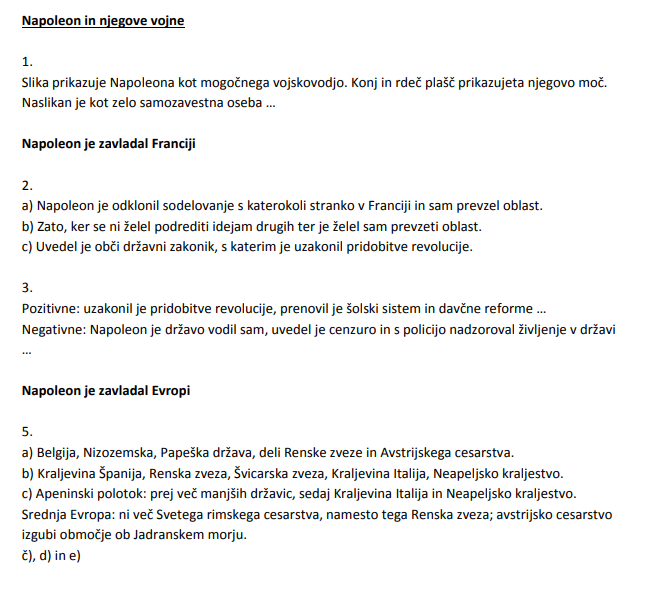 Napoleon in njegove vojne
1.
Slika prikazuje Napoleona kot mogočnega vojskovodjo. Konj in rdeč plašč prikazujeta njegovo moč.
Naslikan je kot zelo samozavestna oseba …
Napoleon je zavladal Franciji
2.
a) Napoleon je odklonil sodelovanje s katerokoli stranko v Franciji in sam prevzel oblast.
b) Zato, ker se ni želel podrediti idejam drugih ter je želel sam prevzeti oblast.
c) Uvedel je obči državni zakonik, s katerim je uzakonil pridobitve revolucije.
3.
Pozitivne: uzakonil je pridobitve revolucije, prenovil je šolski sistem in davčne reforme …
Negativne: Napoleon je državo vodil sam, uvedel je cenzuro in s policijo nadzoroval življenje v državi
…
Napoleon je zavladal Evropi
5.
a) Belgija, Nizozemska, Papeška država, deli Renske zveze in Avstrijskega cesarstva.
b) Kraljevina Španija, Renska zveza, Švicarska zveza, Kraljevina Italija, Neapeljsko kraljestvo.
c) Apeninski polotok: prej več manjših državic, sedaj Kraljevina Italija in Neapeljsko kraljestvo.
Srednja Evropa: ni več Svetega rimskega cesarstva, namesto tega Renska zveza; avstrijsko cesarstvo
izgubi območje ob Jadranskem morju.
č), d) in e)